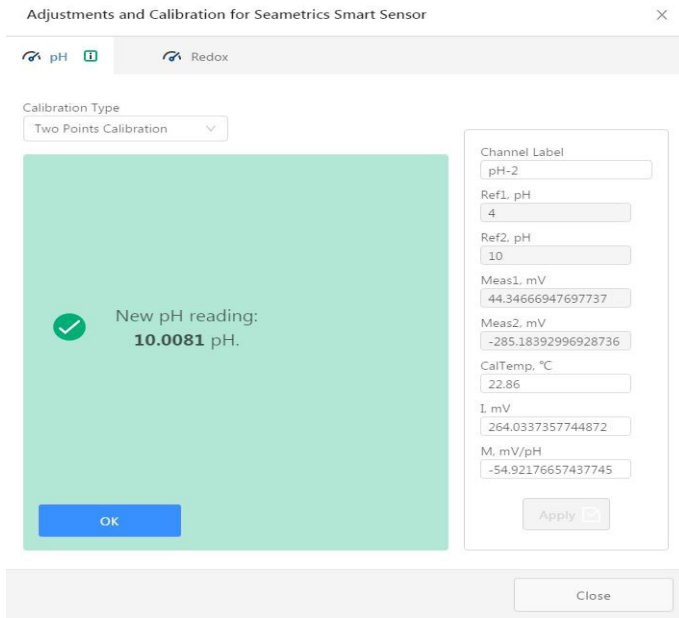 Adjustments and Calibration for Seametrics Smart Sensor
pH
Redox
Calibration Type
Two Points Calibration
New pH reading:
10.0081 pH.
OK
Channel Label
pH-2
Ref1, pH
4
Ref2, pH
10
Meas1, mV
44.34666947697737
Meas2, mV
-285.18392996928736
CalTemp, °C
22.86
I, mV
264.0337357744872
M, mV/pH
-54.92176657437745
Apply
Close